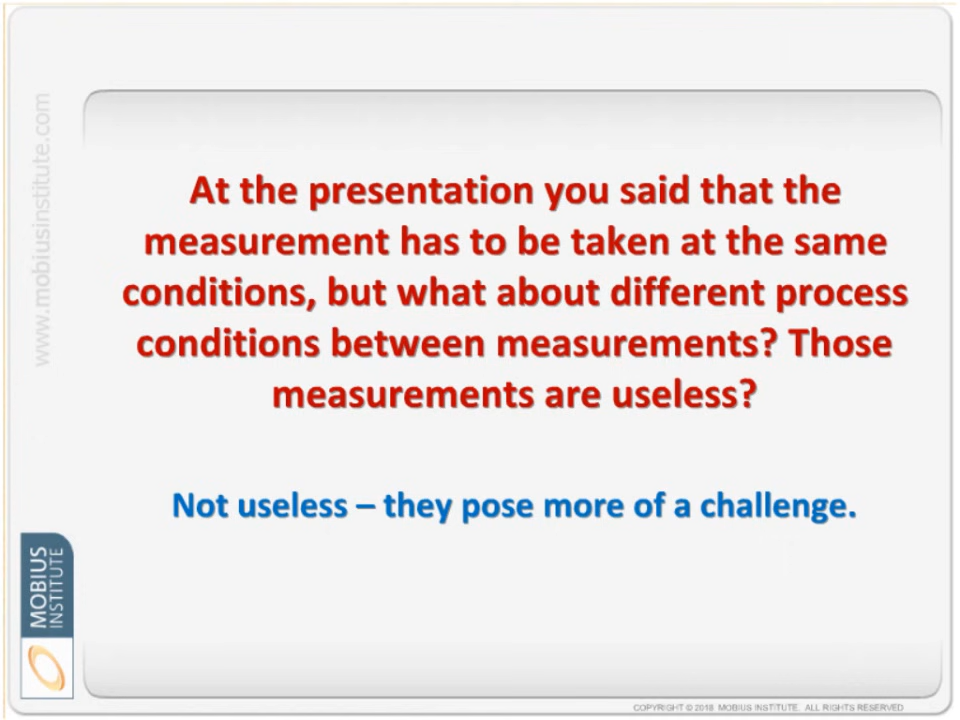 www.mobiusinstitute.com
At the presentation you said that the
measurement has to be taken at the same
conditions, but what about different process
conditions between measurements? Those
measurements are useless?
Not useless – they pose more of a challenge.
MOBIUS
INSTITUTE
COPYRIGHT © 2018 MOBIUS INSTITUTE. ALL RIGHTS RESERVED